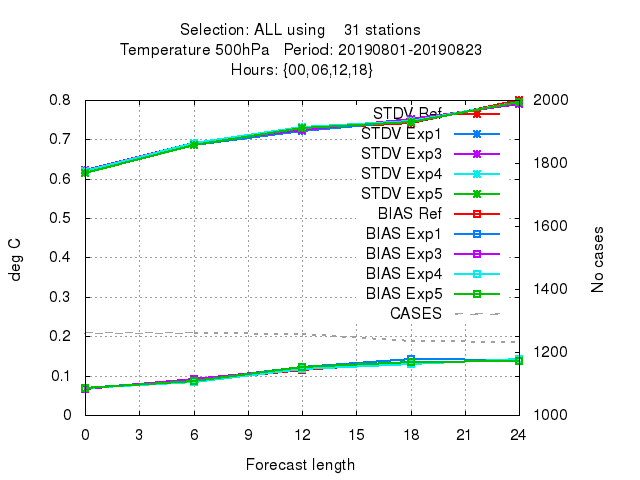 Selection: ALL using 31 stations
Temperature 500hPa Period: 20190801-20190823
Hours: {00,06,12,18}
0.8
0.7
0.6
0.5
0.4
0.3
0.2
0.1
0
deg C
2000
1800
1600
1400
1200
1000
No cases
STDV Ref
STDV Exp1
STDV Exp3
STDV Exp4
STDV Exp5
BIAS Ref
BIAS Exp1
BIAS Exp3
BIAS Exp4
BIAS Exp5
CASES
0 3 6 9 12 15 18 21 24
Forecast length